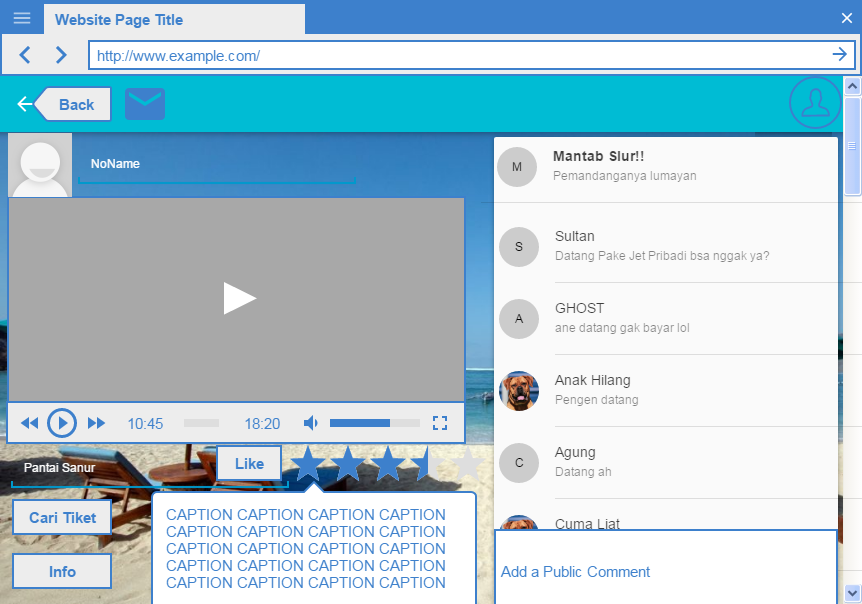 Website Page Title
http://www.example.com/
Back
NoName
10:45
18:20
Pantai Sanur
Like
Cari Tiket
Info
CAPTION CAPTION CAPTION CAPTION
CAPTION CAPTION CAPTION CAPTION
CAPTION CAPTION CAPTION CAPTION
CAPTION CAPTION CAPTION CAPTION
CAPTION CAPTION CAPTION CAPTION
M
Mantab Slur!!
Pemandanganya lumayan
S
Sultan
Datang Pake Jet Pribadi bsa nggak ya?
A
GHOST
ane datang gak bayar lol
Anak Hilang
Pengen datang
C
Agung
Datang ah
Cuma Liat
Add a Public Comment